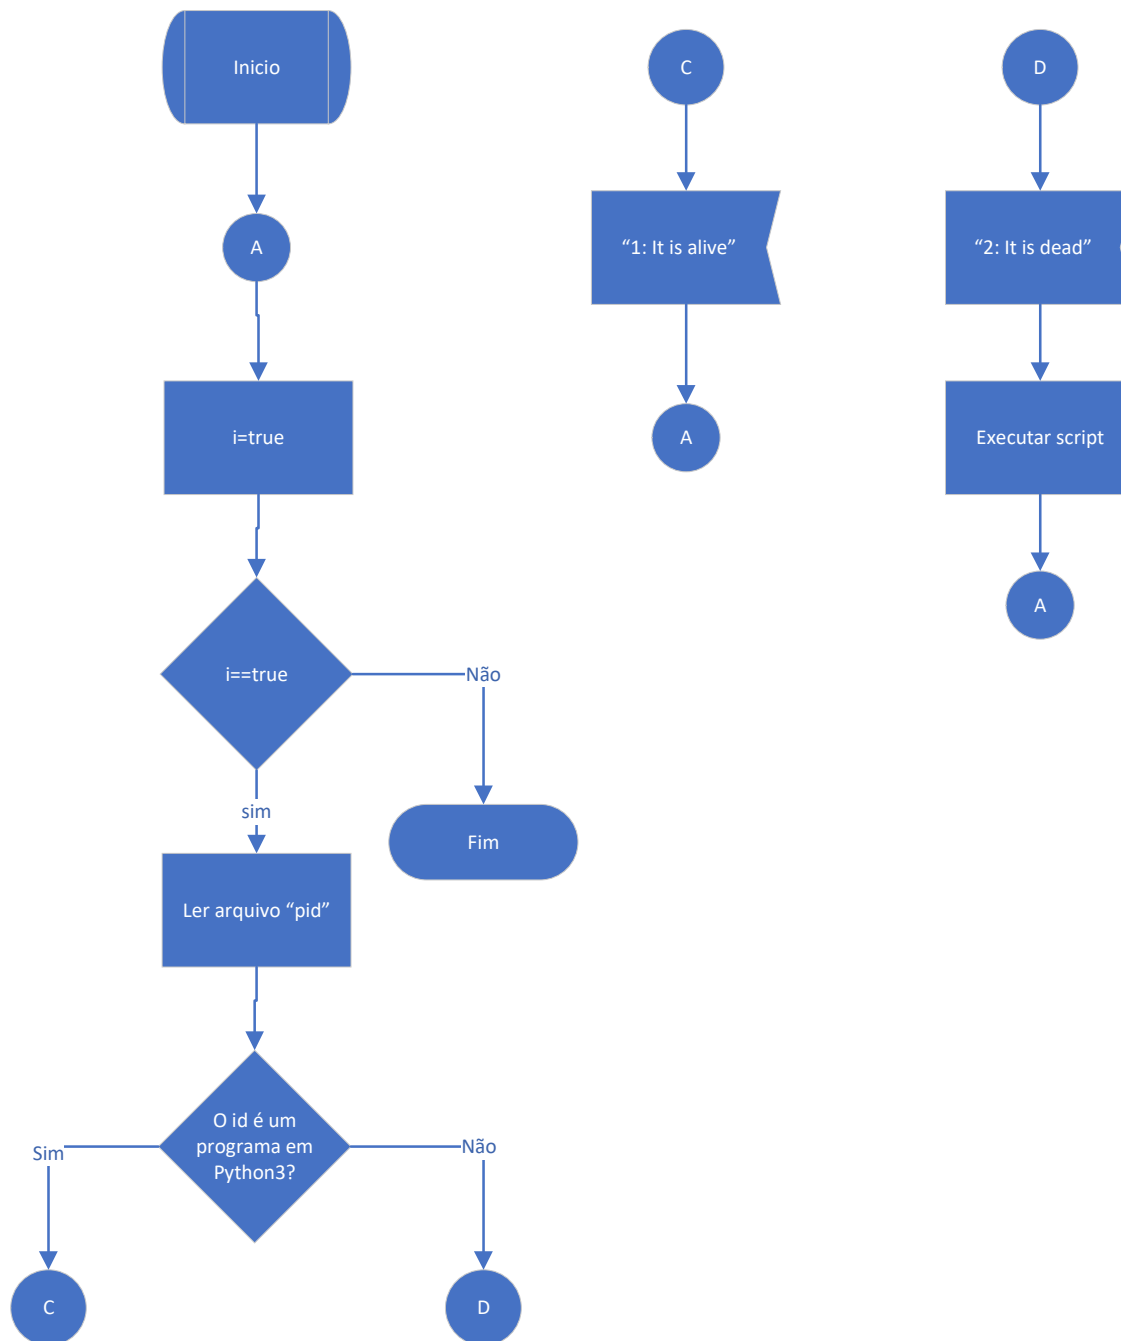 Inicio
A
i=true
i==true
Não
sim
Fim
Ler arquivo “pid”
O id é um
programa em
Python3?
Sim
Não
C
D
C
“1: It is alive”
A
D
“2: It is dead”
Executar script
A